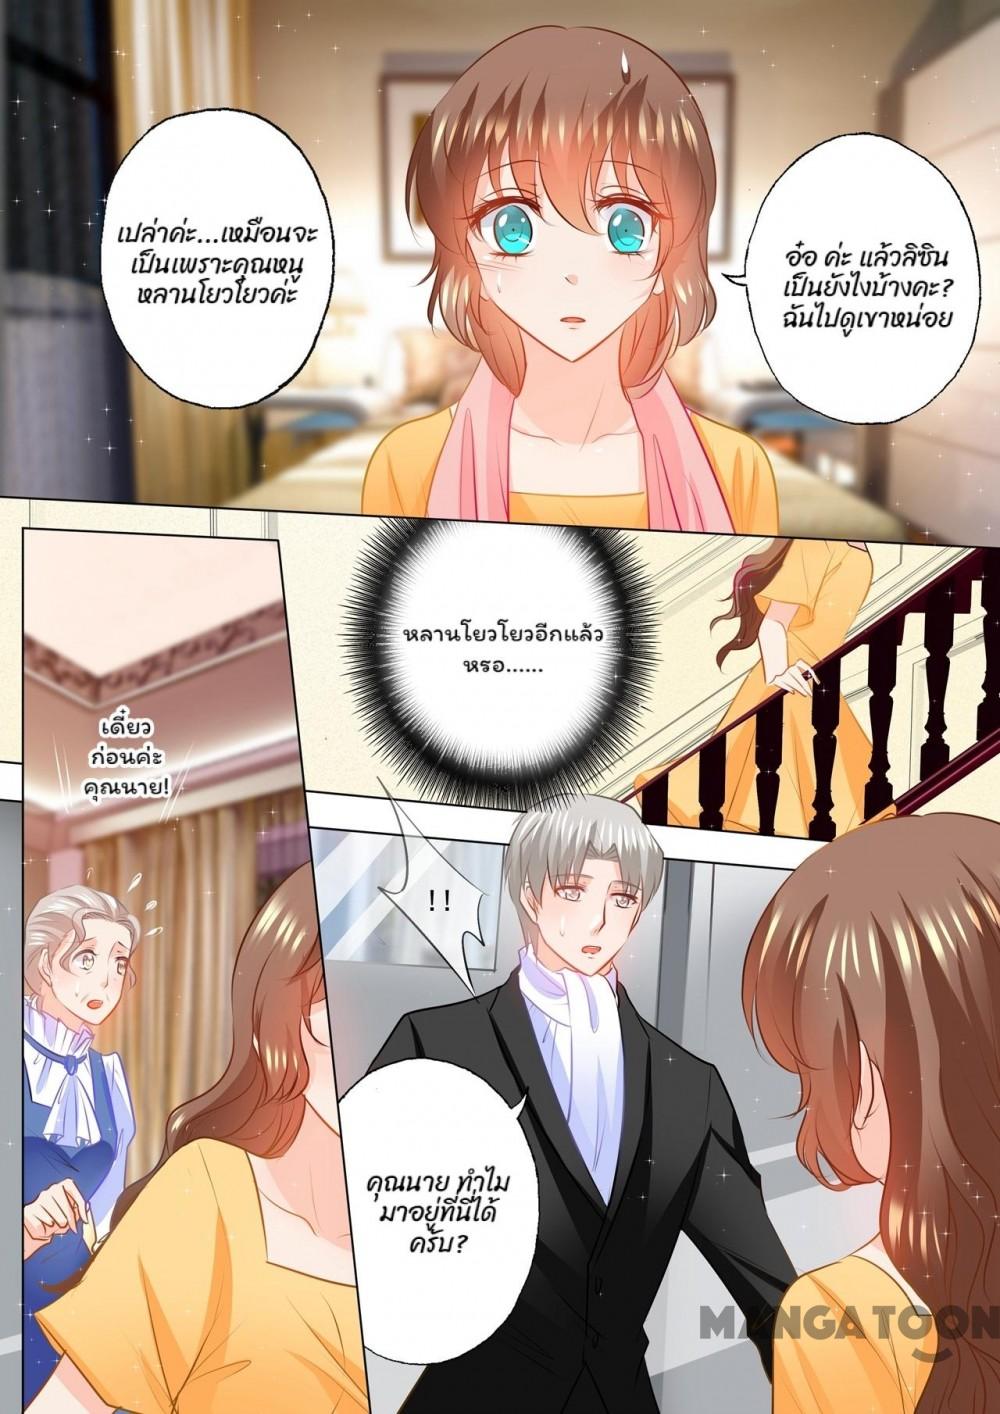 เปล่าค่ะ...เหมือนจะ
เป็นเพราะคุณหนู
หลานโยวโยวค่ะ
อ๋อ ค่ะ แล้วลิซิน
เป็นยังไงบ้างคะ?
ฉันไปดูเขาหน่อย
หลานโยวโยวอีกแล้ว
หรอ......
เดี๋ยว
ก่อนค่ะ
คุณนาย!
!!
คุณนาย ทำไม
มาอยู่ที่นี่ได้
ครับ?
MANGATOON